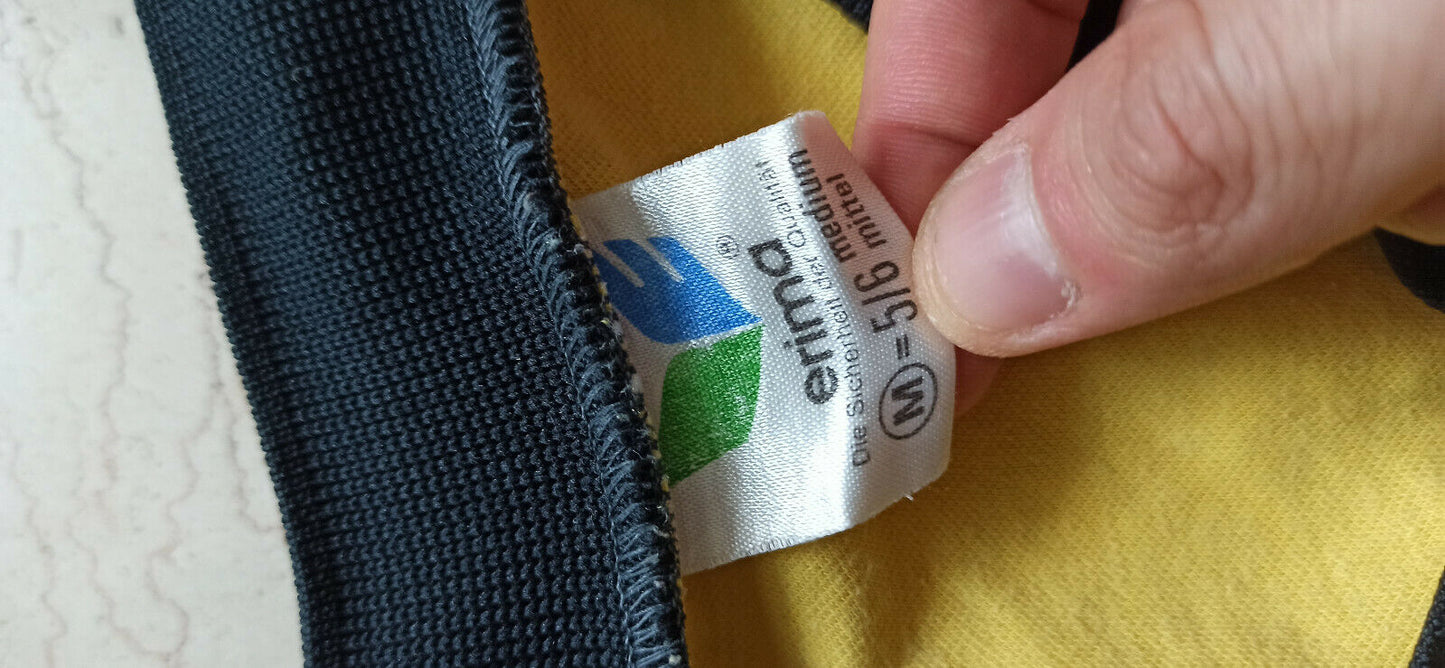 ®
erima
Die Sicherheit der Qualität
Ⓜ = 5/6 medium
mittel